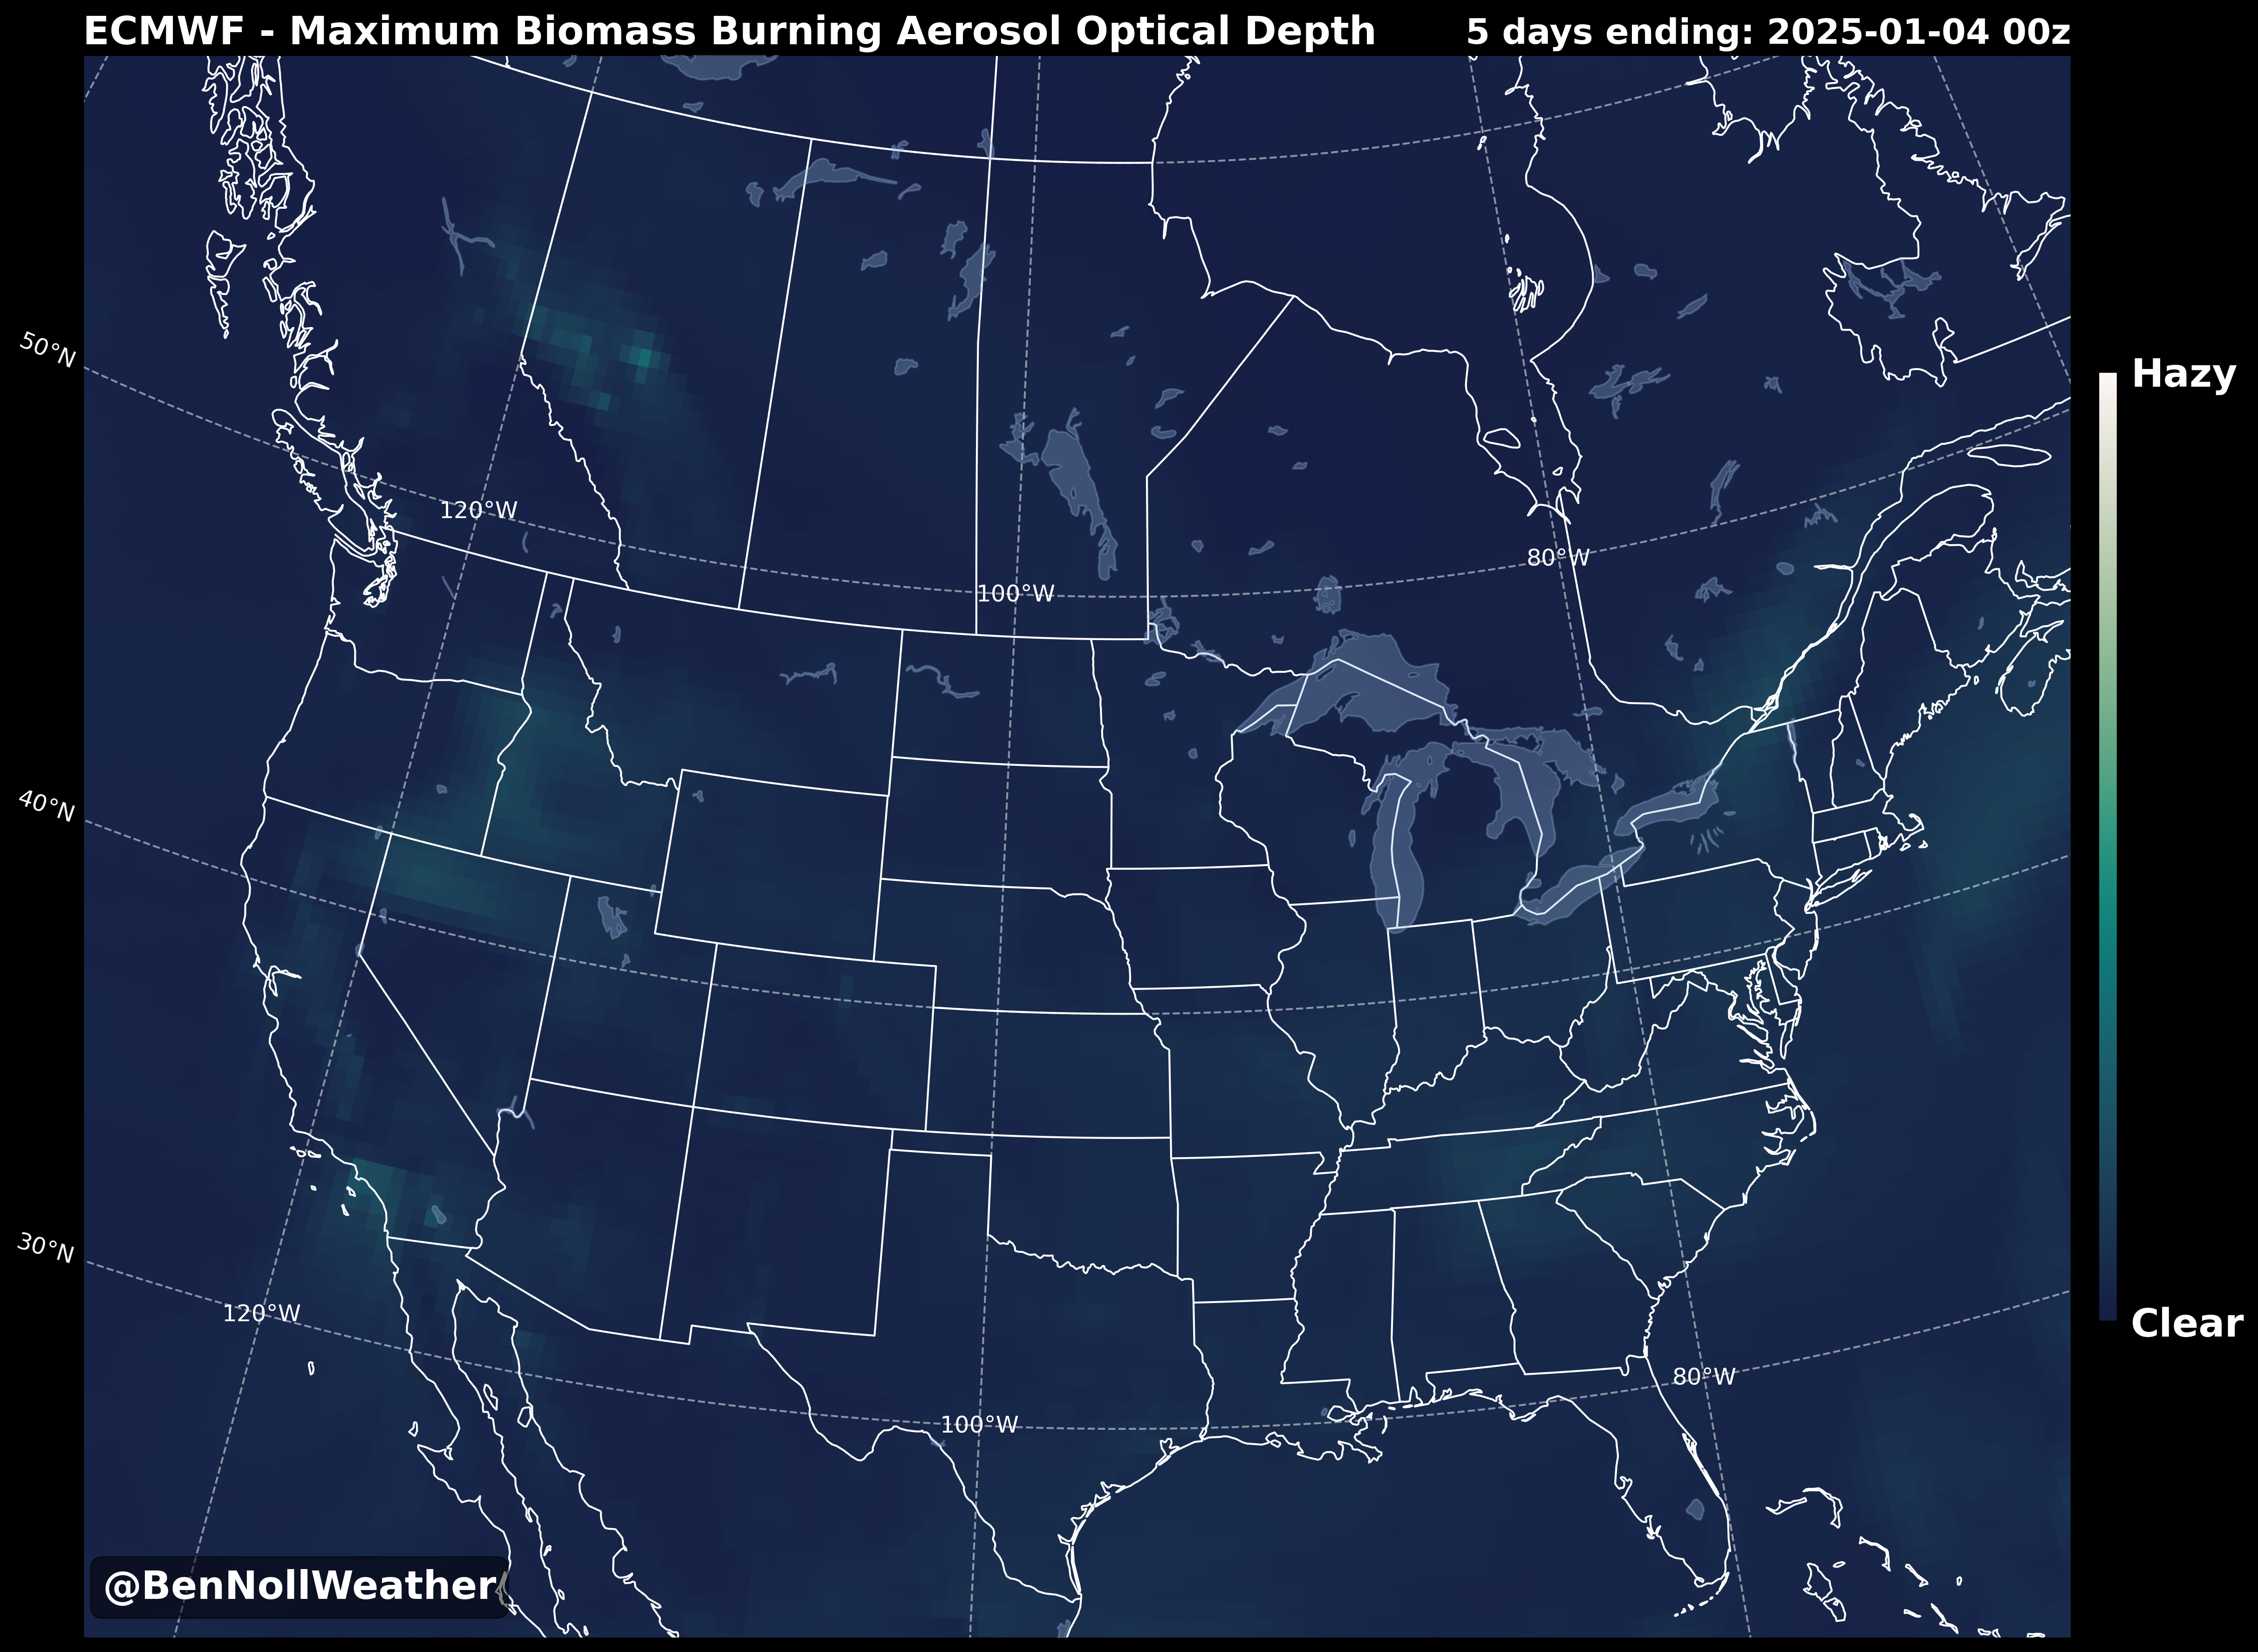 ECMWF - Maximum Biomass Burning Aerosol Optical Depth
5 days ending: 2025-01-04 00z
50°N
Hazy
120°W
80°W
100°W
40°N
30°N
120°W
Clear
80°W
100°W
@BenNollWeather